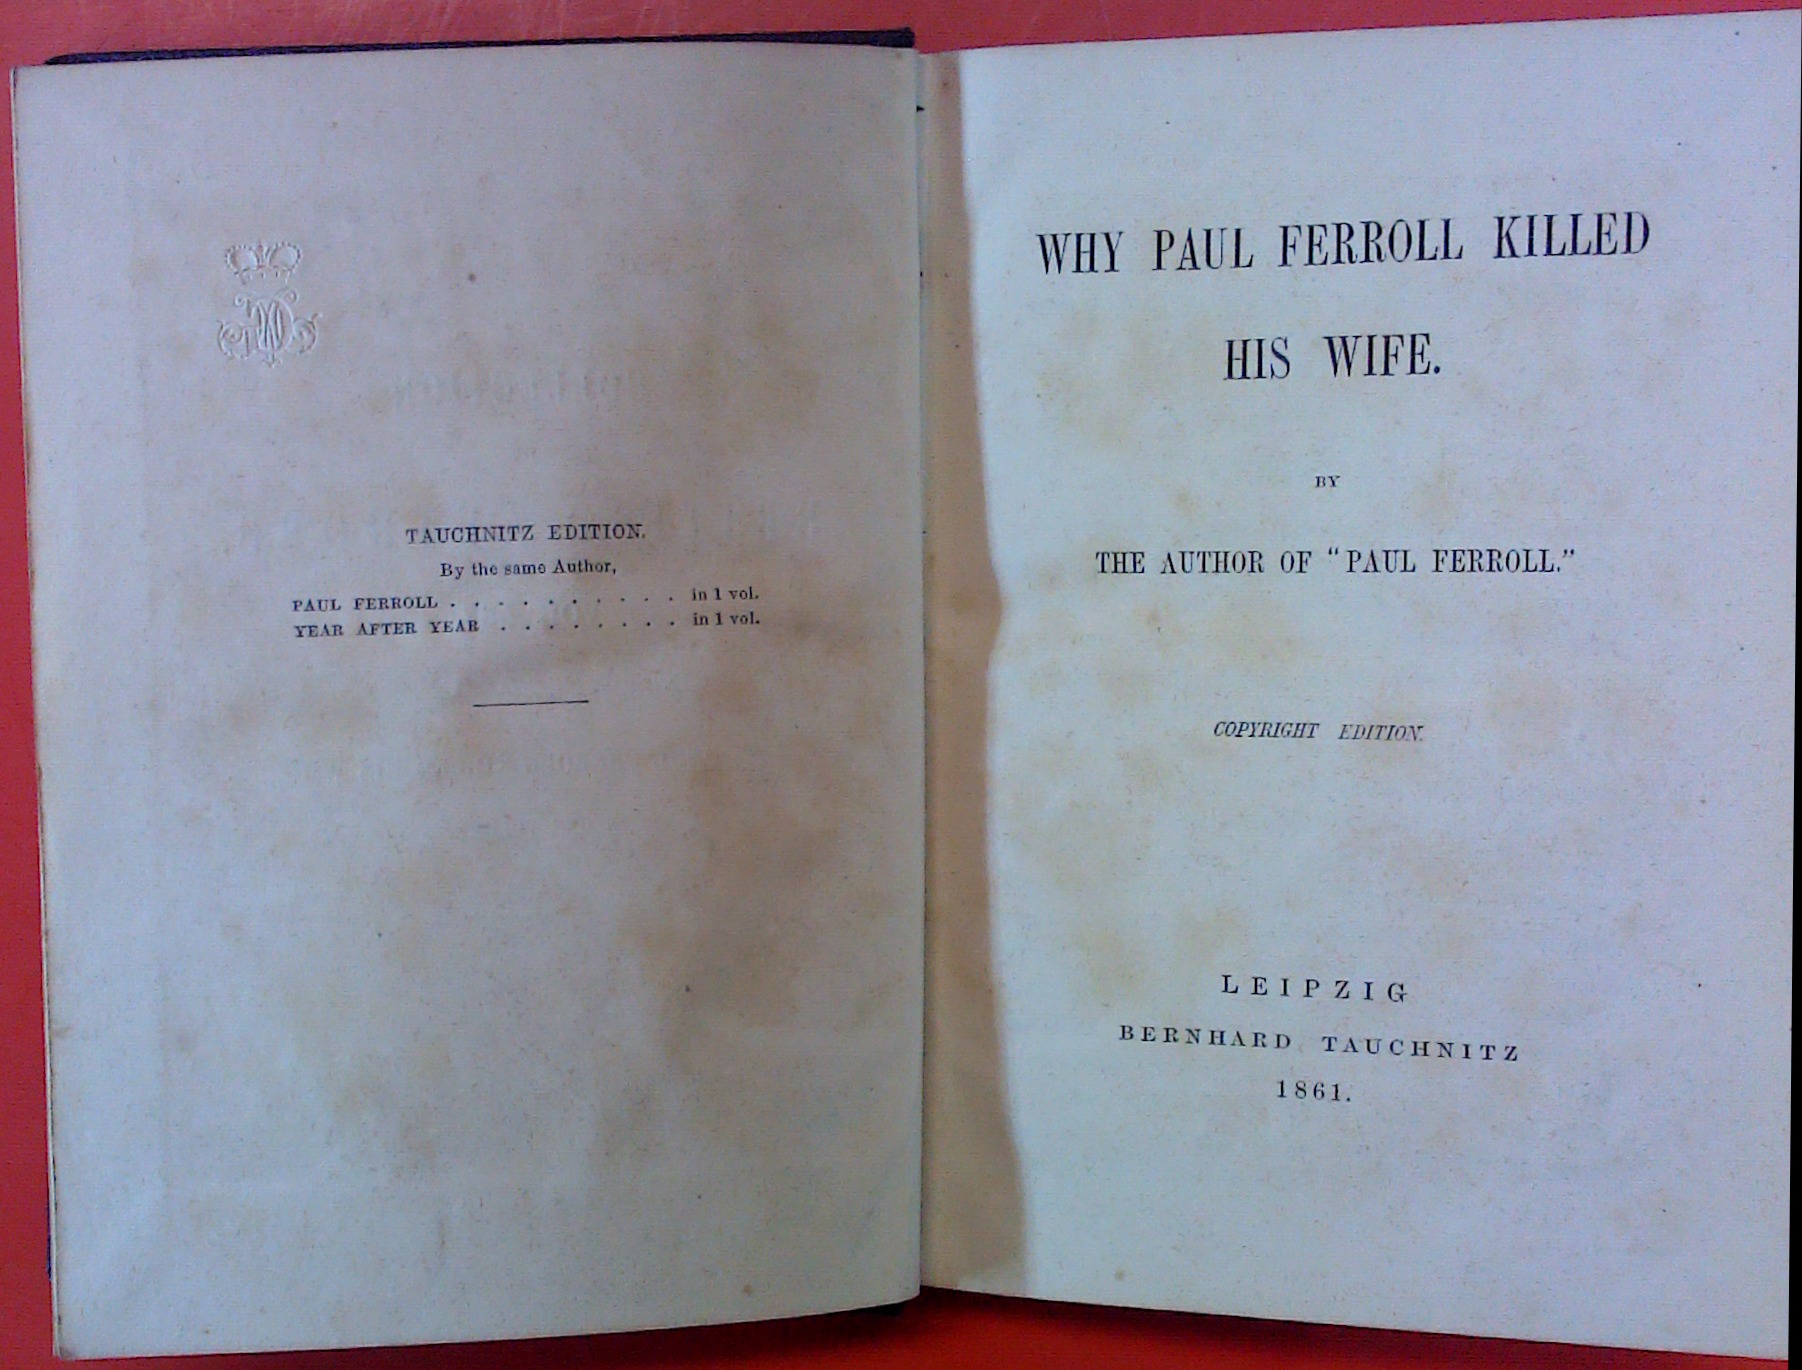 TAUCHNITZ EDITION.
By the same Author,
PAUL FERROLL . . . . . . . . . . in 1 vol.
YEAR AFTER YEAR . . . . . . . . in 1 vol.
WHY PAUL FERROLL KILLED
HIS WIFE.
BY
THE AUTHOR OF “PAUL FERROLL.”
COPYRIGHT EDITION.
LEIPZIG
BERNHARD TAUCHNITZ
1861.